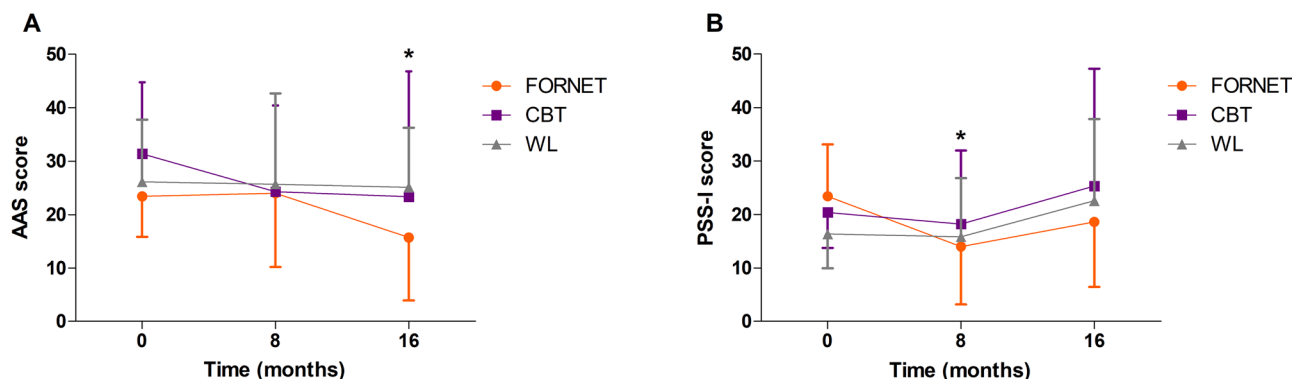 A
AAS score
50
40
30
20
10
0
*
0 8 16
Time (months)
FORNET
CBT
WL
B
PSS-I score
50
40
30
20
10
0
*
0 8 16
Time (months)
FORNET
CBT
WL